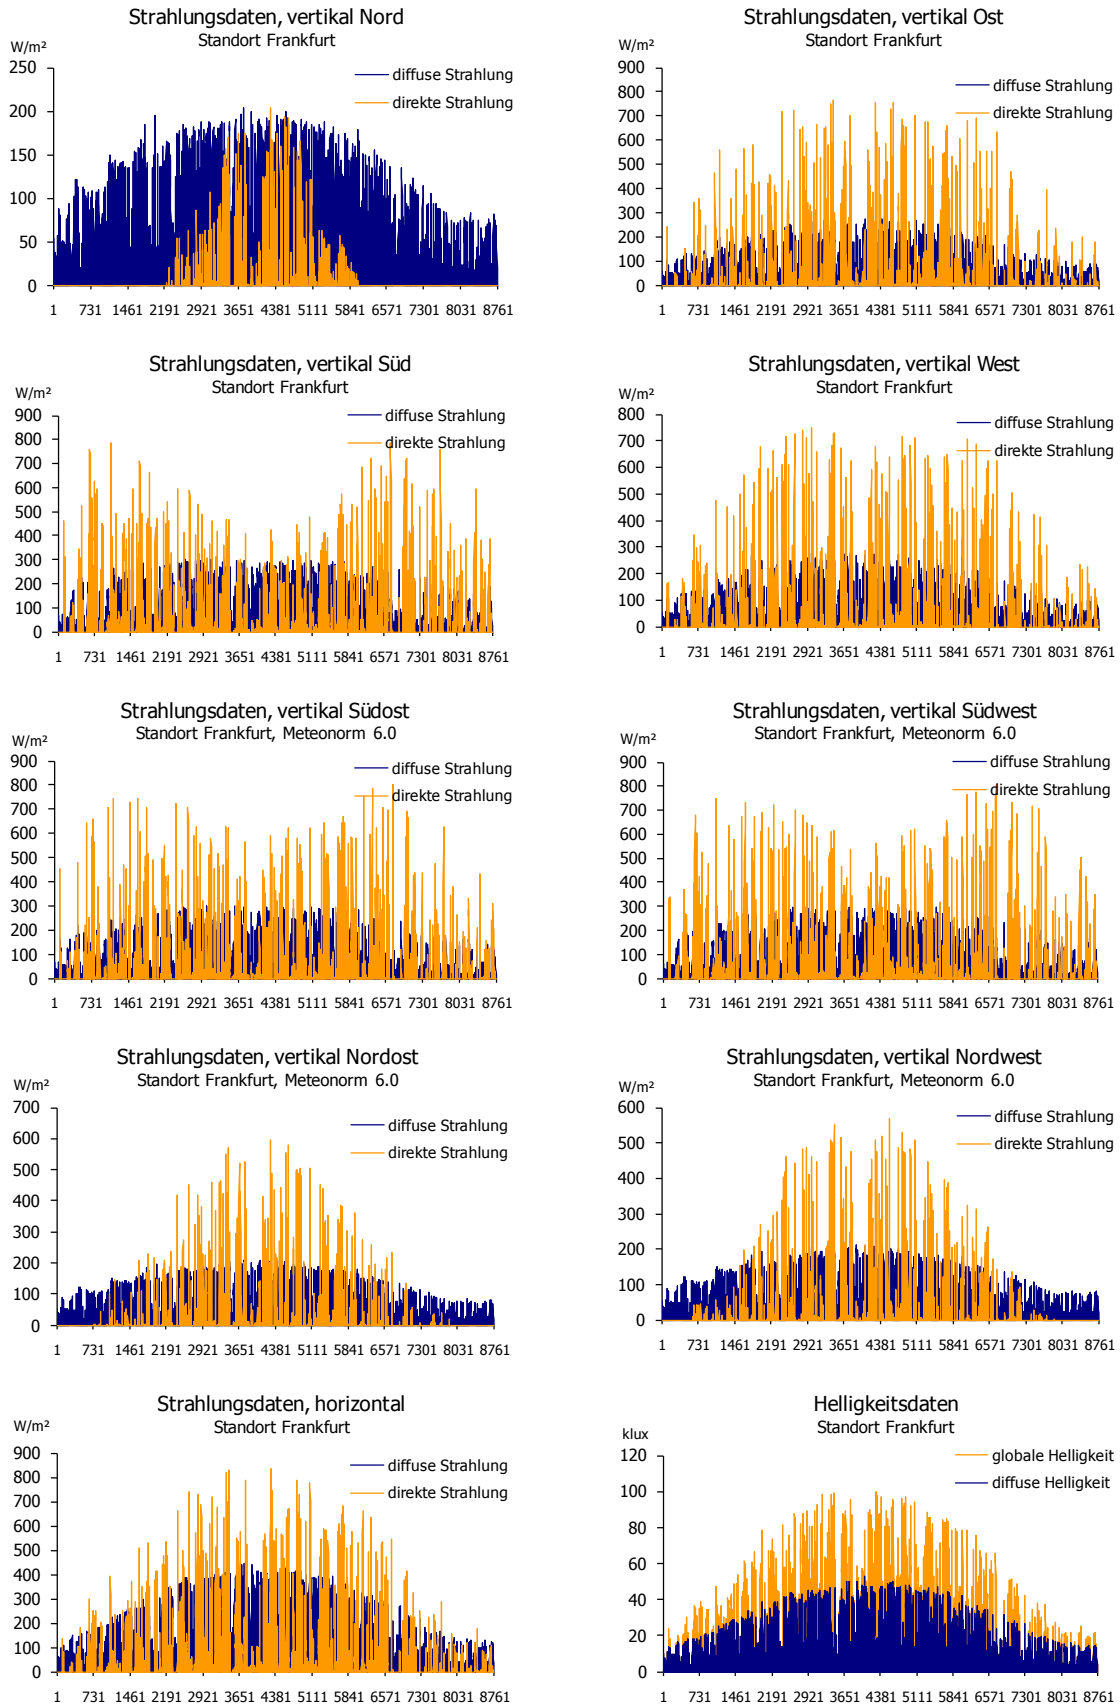 Strahlungsdaten, vertikal Nord
Standort Frankfurt
W/m²
250
200
150
100
50
0
diffuse Strahlung
direkte Strahlung
1 731 1461 2191 2921 3651 4381 5111 5841 6571 7301 8031 8761
Strahlungsdaten, vertikal Ost
Standort Frankfurt
W/m²
900
800
700
600
500
400
300
200
100
0
diffuse Strahlung
direkte Strahlung
1 731 1461 2191 2921 3651 4381 5111 5841 6571 7301 8031 8761
Strahlungsdaten, vertikal Süd
Standort Frankfurt
W/m²
900
800
700
600
500
400
300
200
100
0
diffuse Strahlung
direkte Strahlung
1 731 1461 2191 2921 3651 4381 5111 5841 6571 7301 8031 8761
Strahlungsdaten, vertikal West
Standort Frankfurt
W/m²
800
700
600
500
400
300
200
100
0
diffuse Strahlung
direkte Strahlung
1 731 1461 2191 2921 3651 4381 5111 5841 6571 7301 8031 8761
Strahlungsdaten, vertikal Südost
Standort Frankfurt, Meteonorm 6.0
W/m²
900
800
700
600
500
400
300
200
100
0
diffuse Strahlung
direkte Strahlung
1 731 1461 2191 2921 3651 4381 5111 5841 6571 7301 8031 8761
Strahlungsdaten, vertikal Südwest
Standort Frankfurt, Meteonorm 6.0
W/m²
900
800
700
600
500
400
300
200
100
0
diffuse Strahlung
direkte Strahlung
1 731 1461 2191 2921 3651 4381 5111 5841 6571 7301 8031 8761
Strahlungsdaten, vertikal Nordost
Standort Frankfurt, Meteonorm 6.0
W/m²
700
600
500
400
300
200
100
0
diffuse Strahlung
direkte Strahlung
1 731 1461 2191 2921 3651 4381 5111 5841 6571 7301 8031 8761
Strahlungsdaten, vertikal Nordwest
Standort Frankfurt, Meteonorm 6.0
W/m²
600
500
400
300
200
100
0
diffuse Strahlung
direkte Strahlung
1 731 1461 2191 2921 3651 4381 5111 5841 6571 7301 8031 8761
Strahlungsdaten, horizontal
Standort Frankfurt
W/m²
900
800
700
600
500
400
300
200
100
0
diffuse Strahlung
direkte Strahlung
1 731 1461 2191 2921 3651 4381 5111 5841 6571 7301 8031 8761
Helligkeitsdaten
Standort Frankfurt
klux
120
100
80
60
40
20
0
globale Helligkeit
diffuse Helligkeit
1 731 1461 2191 2921 3651 4381 5111 5841 6571 7301 8031 8761